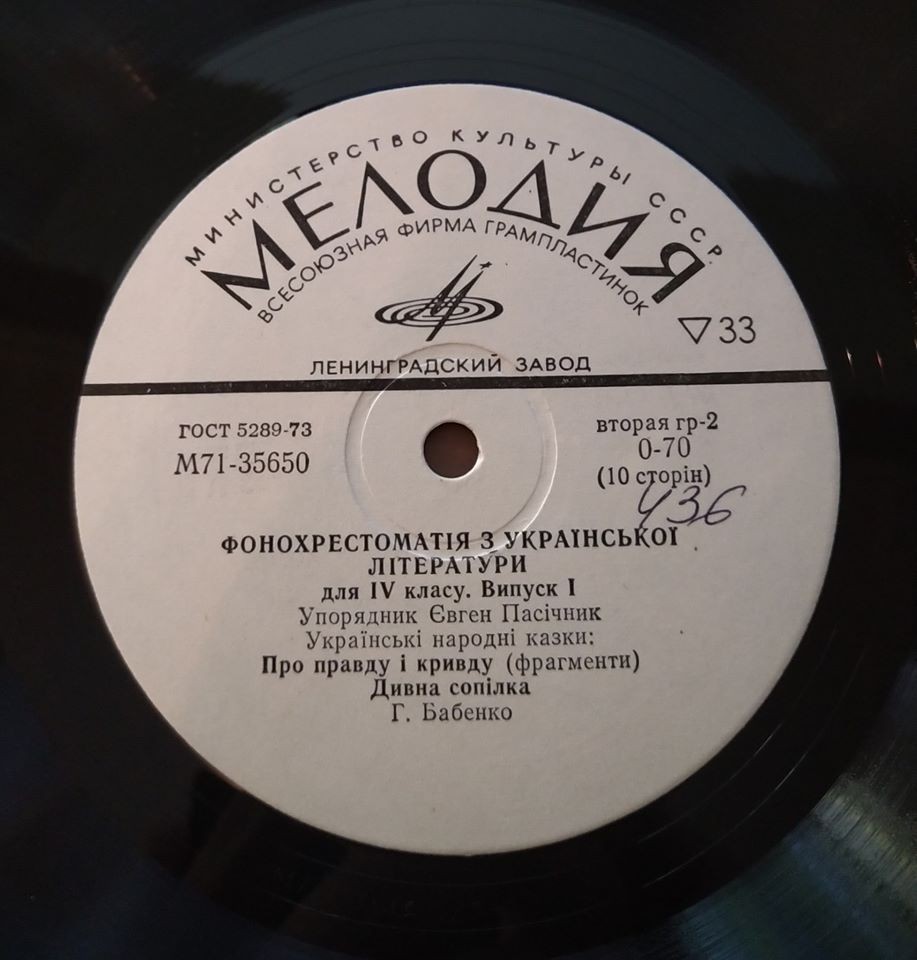 МИНИСТЕРСТВО КУЛЬТУРЫ СССР
МЕЛОДИЯ
ВСЕСОЮЗНАЯ ФИРМА ГРАМПЛАСТИНОК
▽33
ЛЕНИНГРАДСКИЙ ЗАВОД
ГОСТ 5289-73
М71-35650
вторая гр-2
0-70
(10 сторін)
436
ФОНОХРЕСТОМАТІЯ З УКРАЇНСЬКОЇ
ЛІТЕРАТУРИ
для IV класу. Випуск I
Упорядник Євген Пасічник
Українські народні казки:
Про правду і кривду (фрагменти)
Дивна сопілка
Г. Бабенко